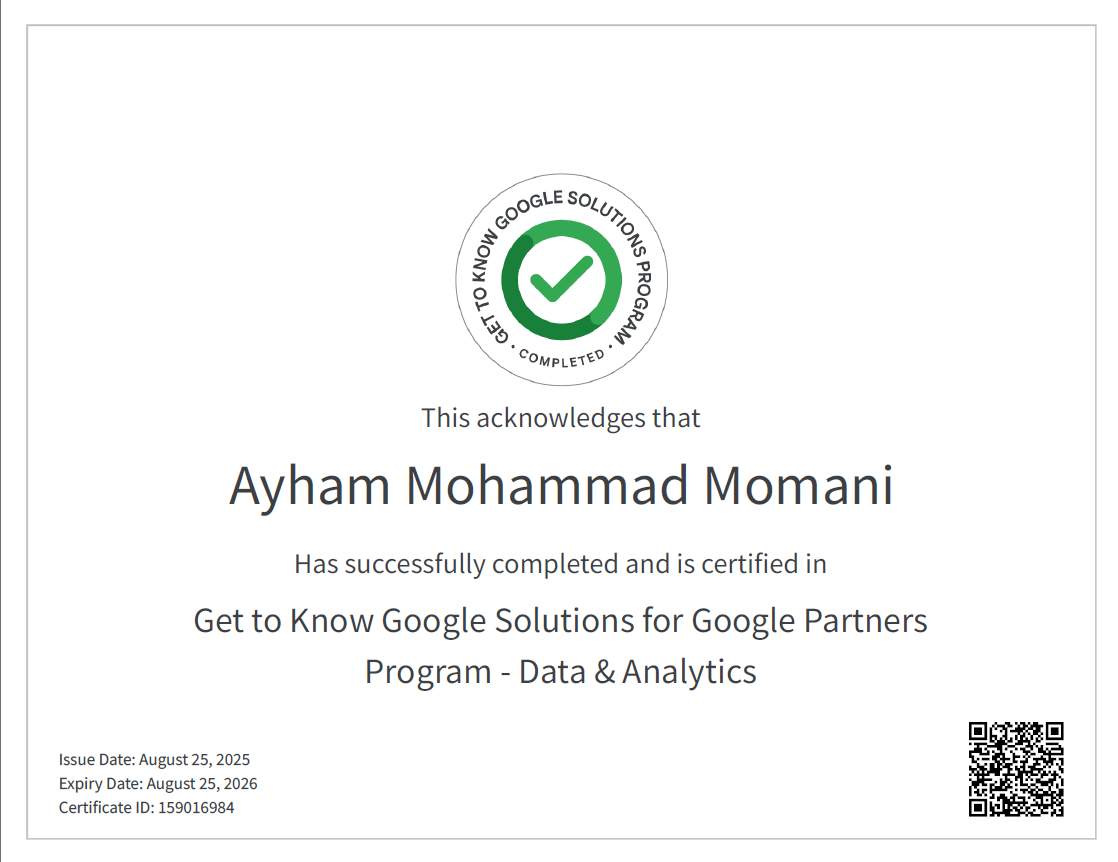 GET TO KNOW GOOGLE SOLUTIONS PROGRAM
• COMPLETED •
This acknowledges that
Ayham Mohammad Momani
Has successfully completed and is certified in
Get to Know Google Solutions for Google Partners
Program - Data & Analytics
Issue Date: August 25, 2025
Expiry Date: August 25, 2026
Certificate ID: 159016984